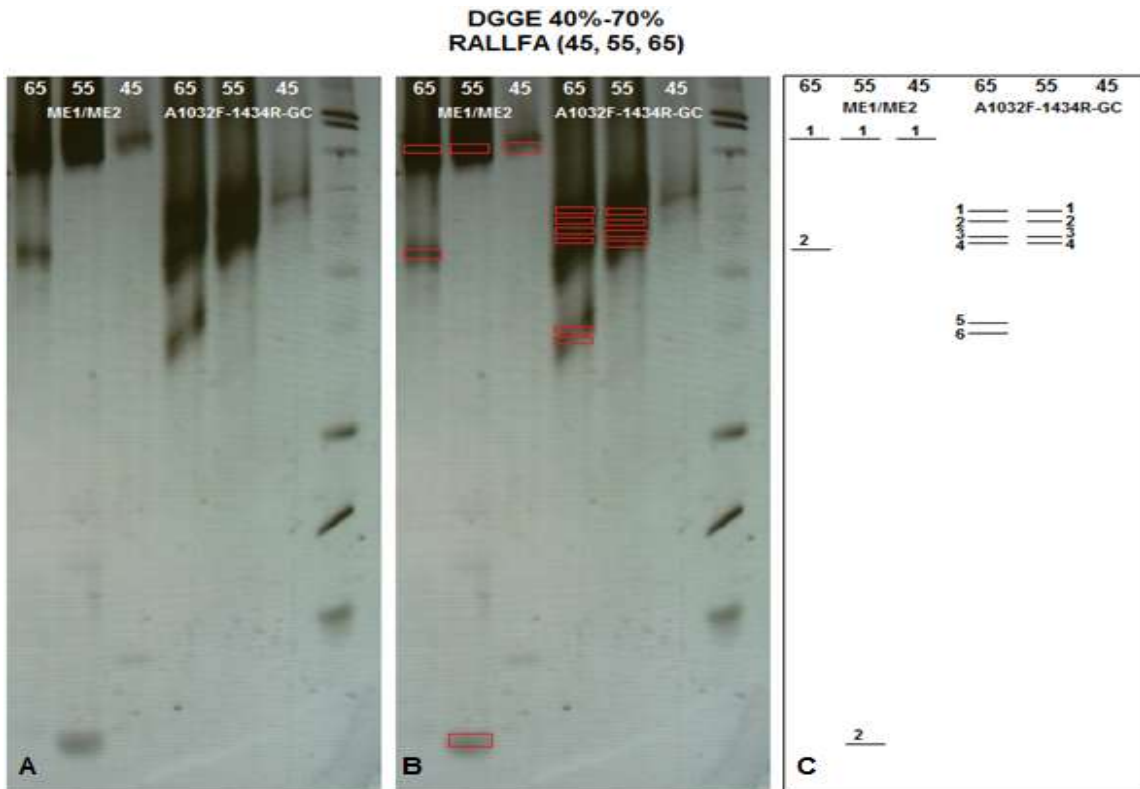 DGGE 40%-70%
RALLFA (45, 55, 65)
65 55 45 65 55 45
ME1/ME2 A1032F-1434R-GC
A
65 55 45 65 55 45
ME1/ME2 A1032F-1434R-GC
B
65 55 45 65 55 45
ME1/ME2 A1032F-1434R-GC
1 1 1
1 1
2 2
3 3
4 4
2
5
6
2
C